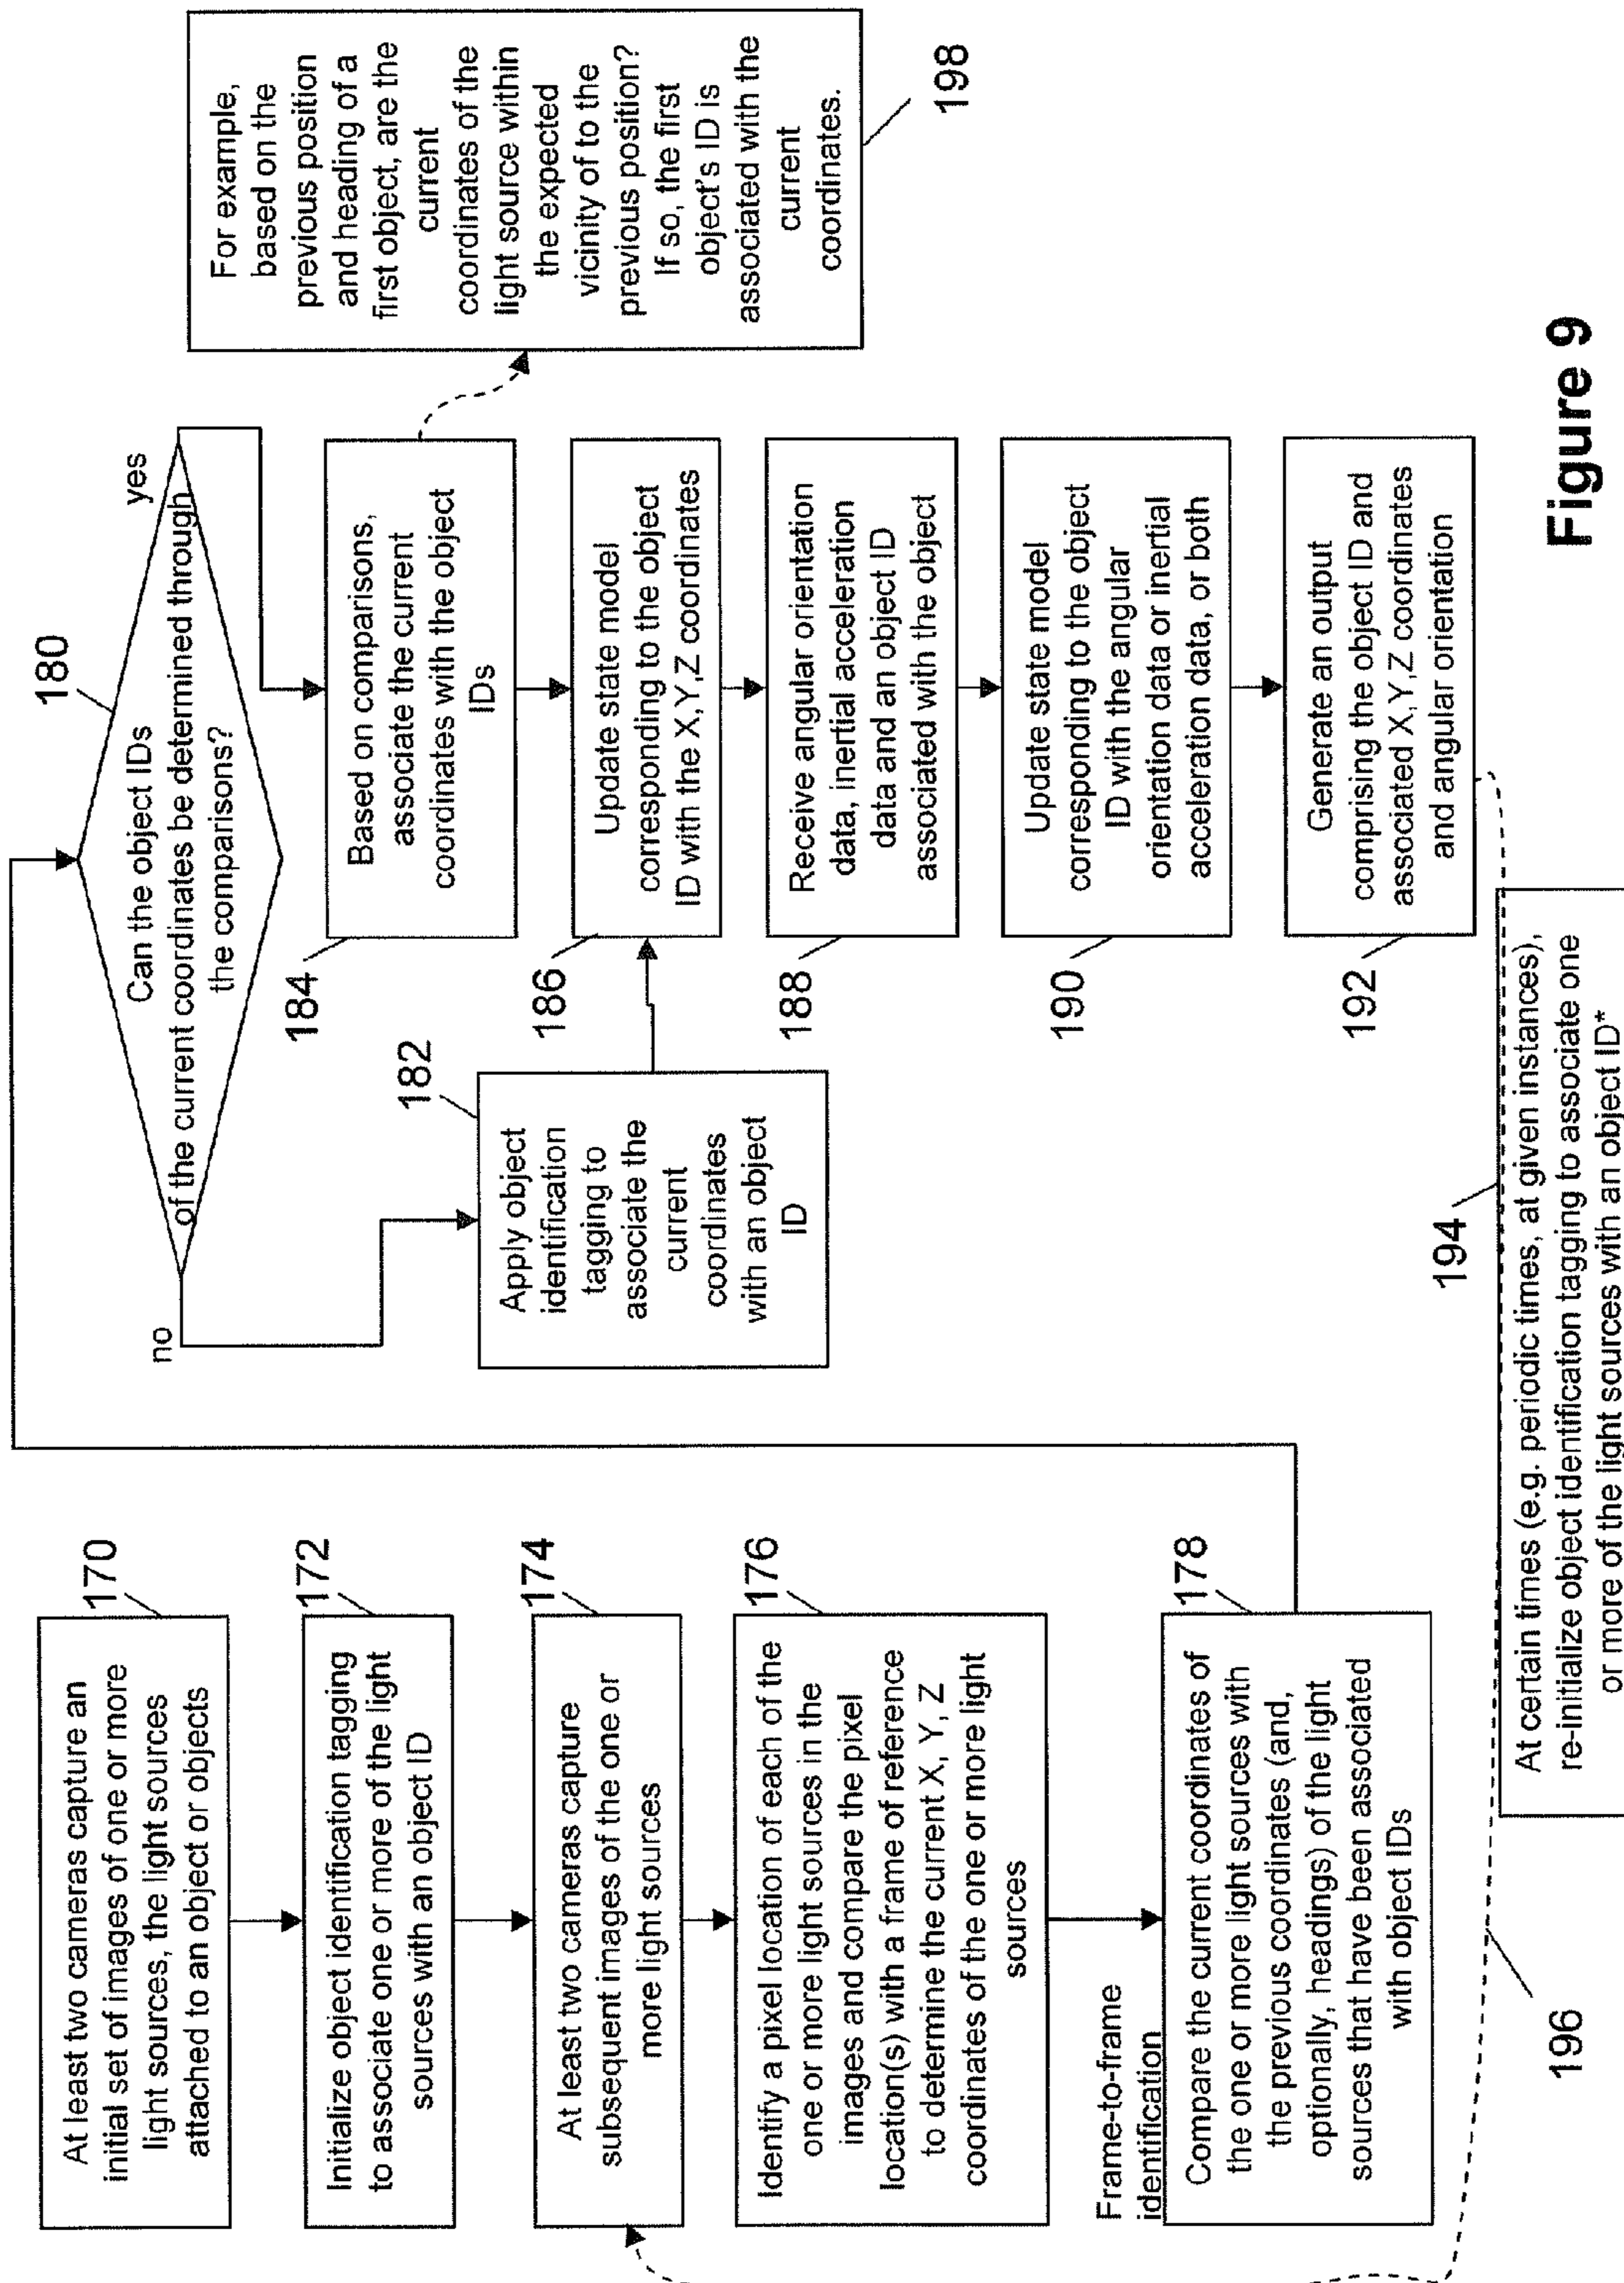 At least two cameras capture an
initial set of images of one or more
light sources, the light sources
attached to an object or objects
170
Initialize object identification tagging
to associate one or more of the light
sources with an object ID
172
At least two cameras capture
subsequent images of the one or
more light sources
174
Identify a pixel location of each of the
one or more light sources in the
images and compare the pixel
location(s) with a frame of reference
to determine the current X, Y, Z
coordinates of the one or more light
sources
176
Frame-to-frame
identification
Compare the current coordinates of
the one or more light sources with
the previous coordinates (and,
optionally, headings) of the light
sources that have been associated
with object IDs
178
180
Can the object IDs
of the current coordinates be determined through
the comparisons?
no
yes
182
Apply object
identification
tagging to
associate the
current
coordinates
with an object
ID
184
Based on comparisons,
associate the current
coordinates with the object
IDs
186
Update state model
corresponding to the object
ID with the X,Y,Z coordinates
188
Receive angular orientation
data, inertial acceleration
data and an object ID
associated with the object
190
Update state model
corresponding to the object
ID with the angular
orientation data or inertial
acceleration data, or both
192
Generate an output
comprising the object ID and
associated X,Y,Z coordinates
and angular orientation
For example,
based on the
previous position
and heading of a
first object, are the
current
coordinates of the
light source within
the expected
vicinity of to the
previous position?
If so, the first
object's ID is
associated with the
current
coordinates.
198
194
At certain times (e.g. periodic times, at given instances),
re-initialize object identification tagging to associate one
or more of the light sources with an object ID*
196
Figure 9